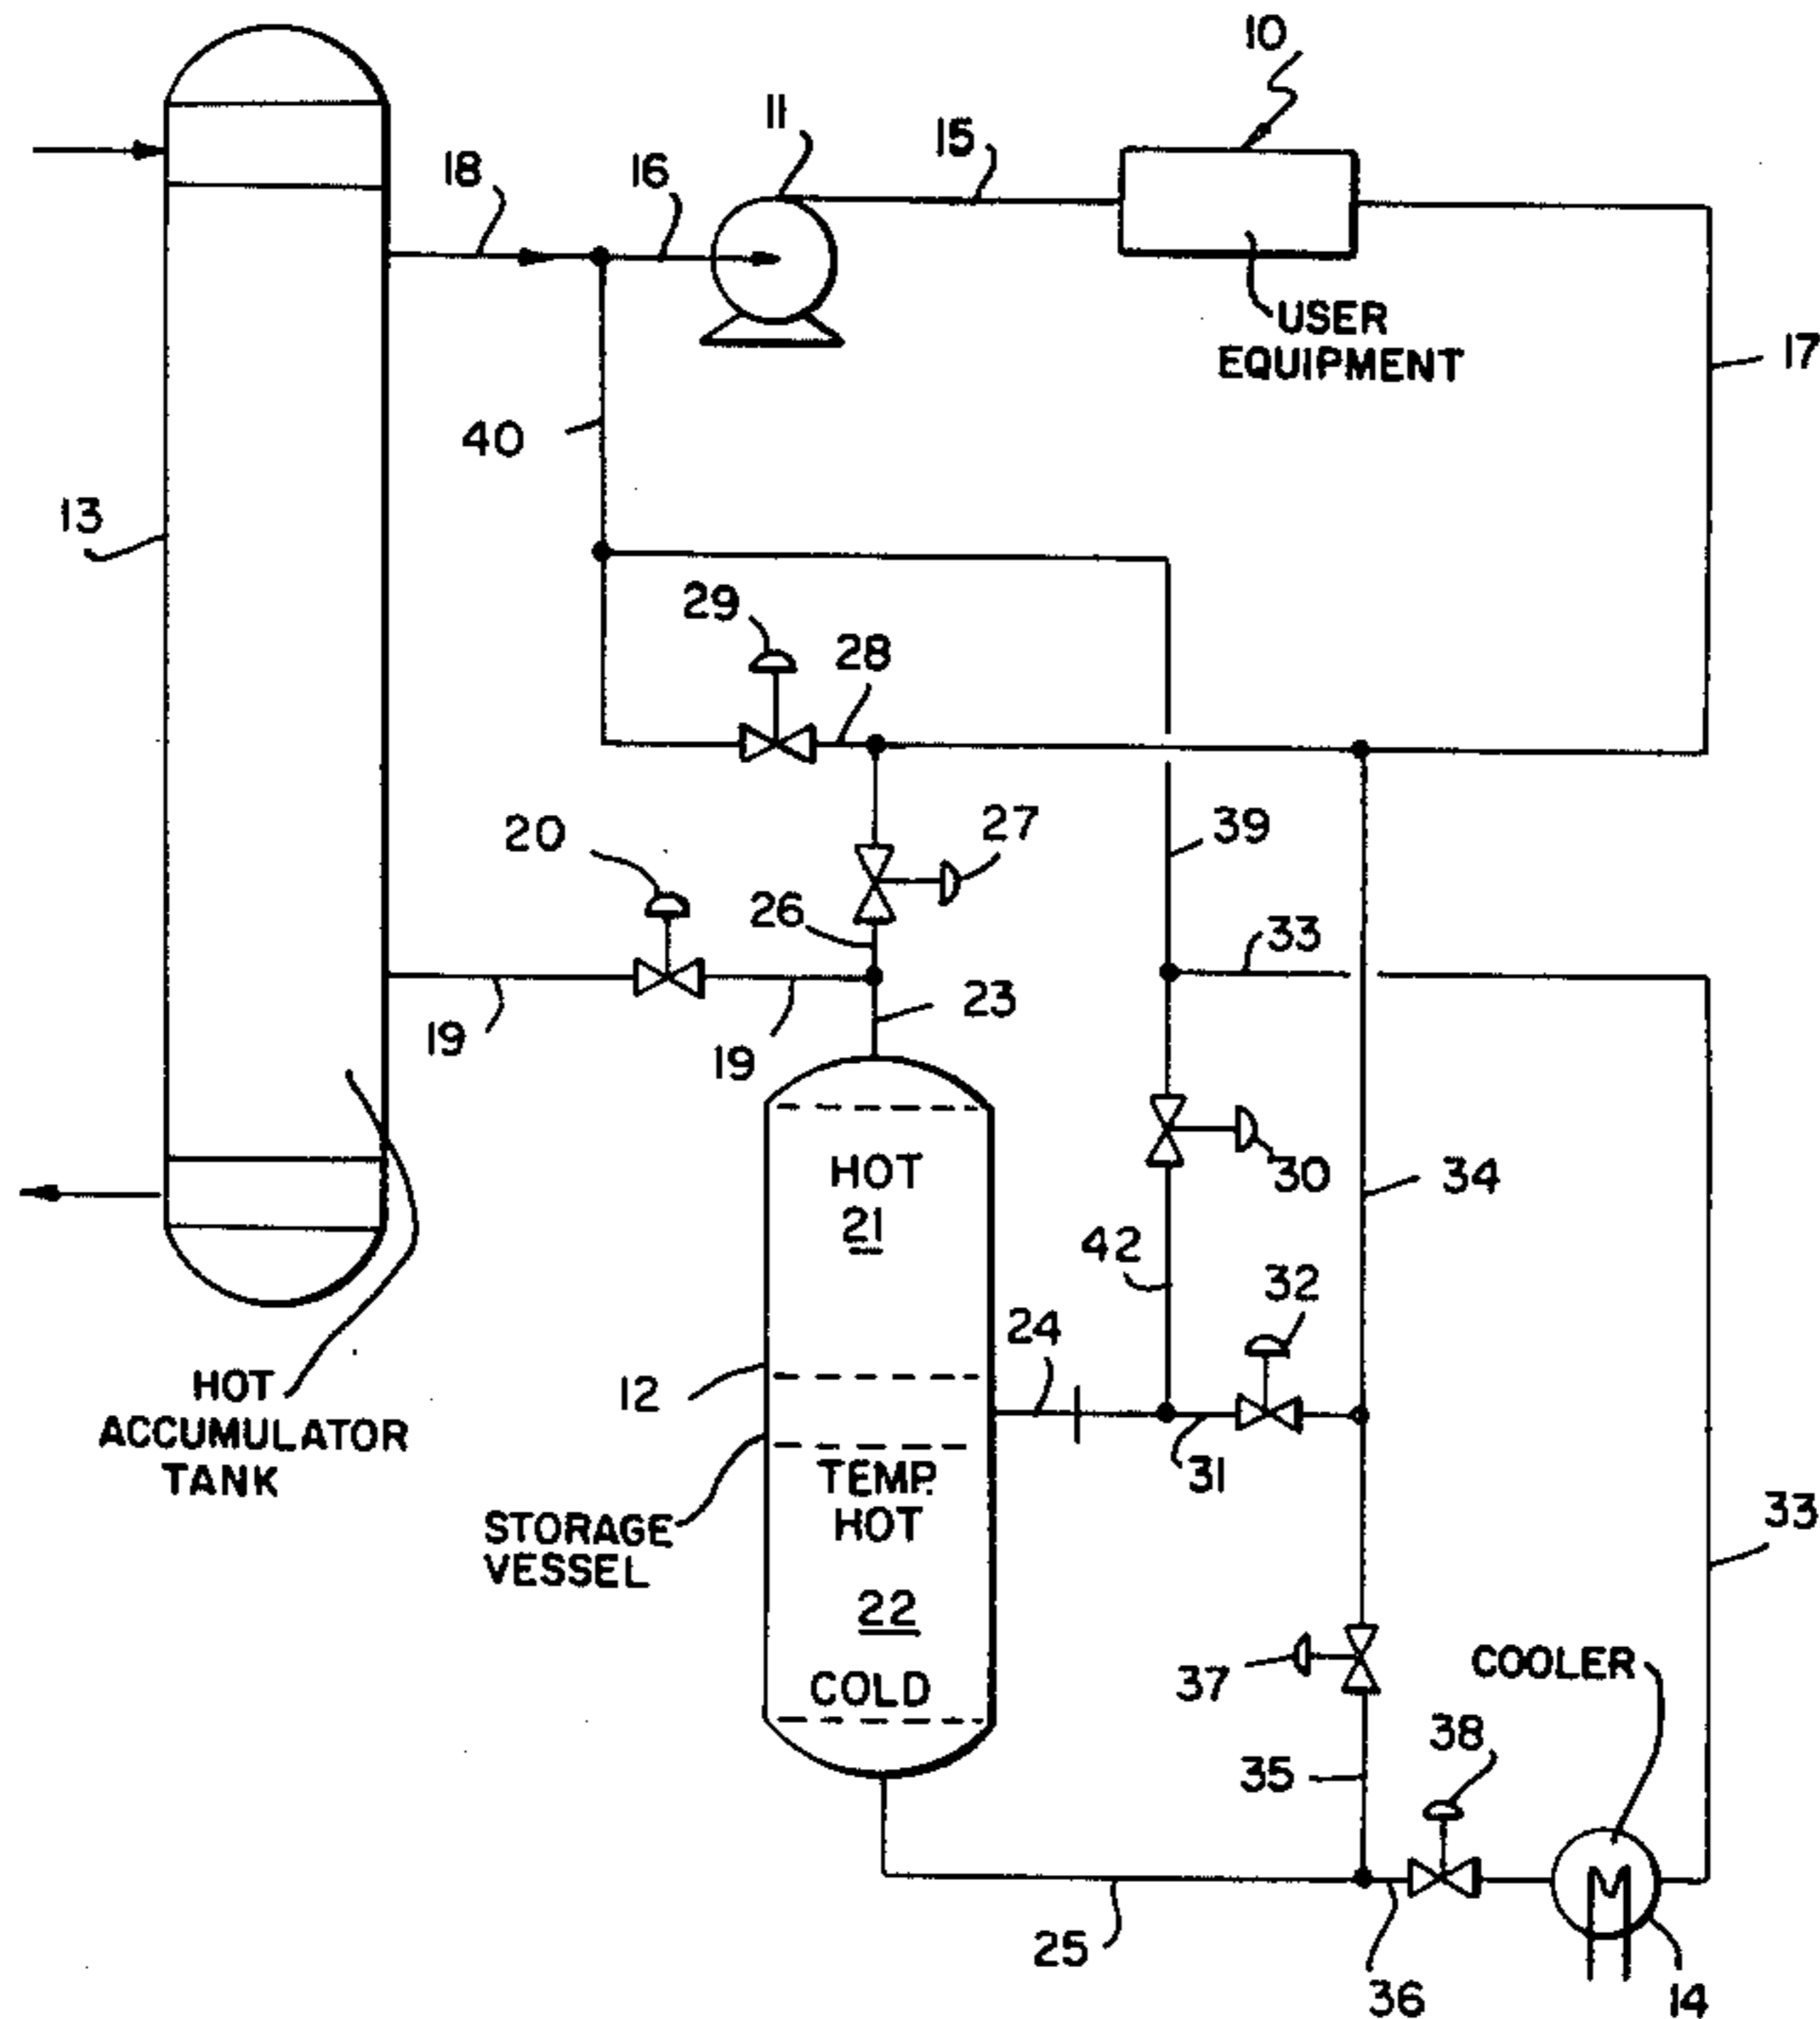 10
11
15
18
16
USER
EQUIPMENT
17
40
13
29
28
20
27
39
26
33
23
19
19
HOT
21
30
34
42
32
24
HOT
ACCUMULATOR
TANK
12
31
TEMP.
HOT
STORAGE
VESSEL
33
22
COLD
37
COOLER
38
35
25
36
14